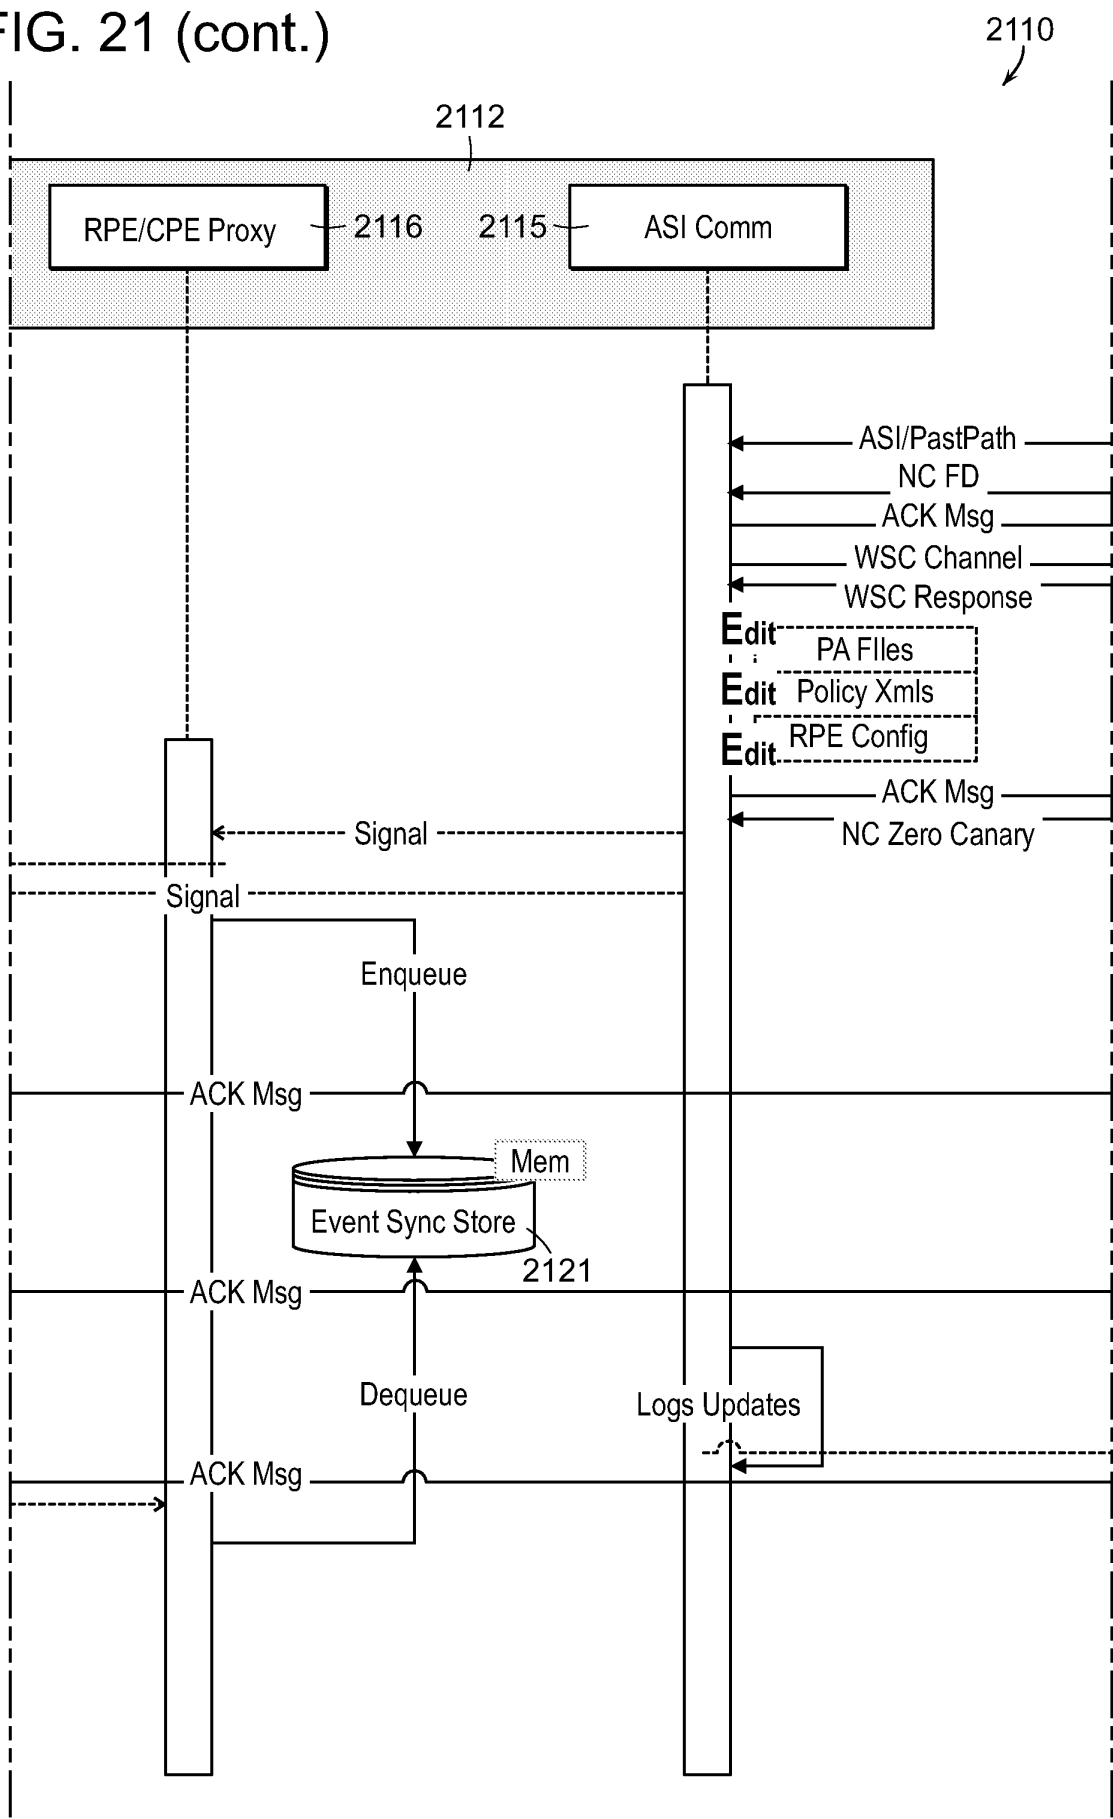 FIG. 21 (cont.)
2110
2112
RPE/CPE Proxy
2116
2115
ASI Comm
ASI/PastPath
NC FD
ACK Msg
WSC Channel
WSC Response
Edit
PA FIles
Edit
Policy Xmls
Edit
RPE Config
ACK Msg
Signal
NC Zero Canary
Signal
Enqueue
ACK Msg
Mem
Event Sync Store
2121
ACK Msg
Dequeue
Logs Updates
ACK Msg